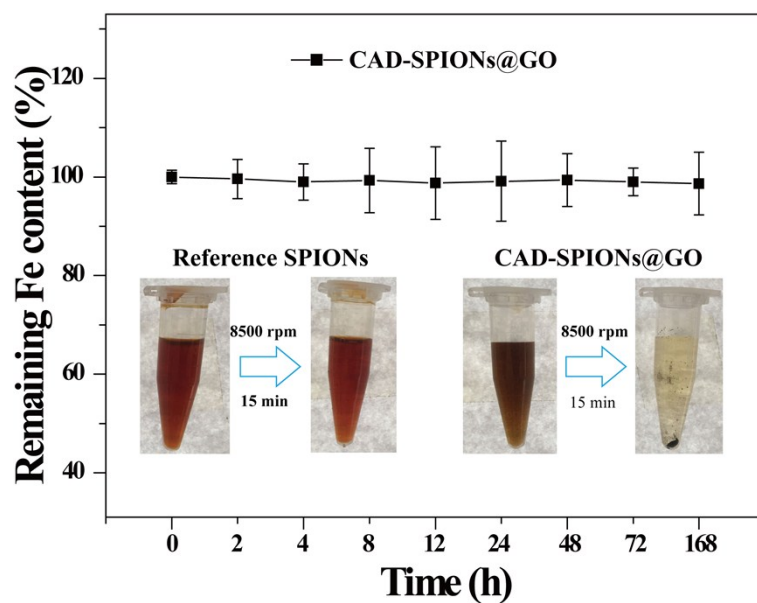 CAD-SPIONs@GO
Remaining Fe content (%)
120
100
80
60
40
Reference SPIONs
CAD-SPIONs@GO
8500 rpm
15 min
8500 rpm
15 min
0 2 4 8 12 24 48 72 168
Time (h)